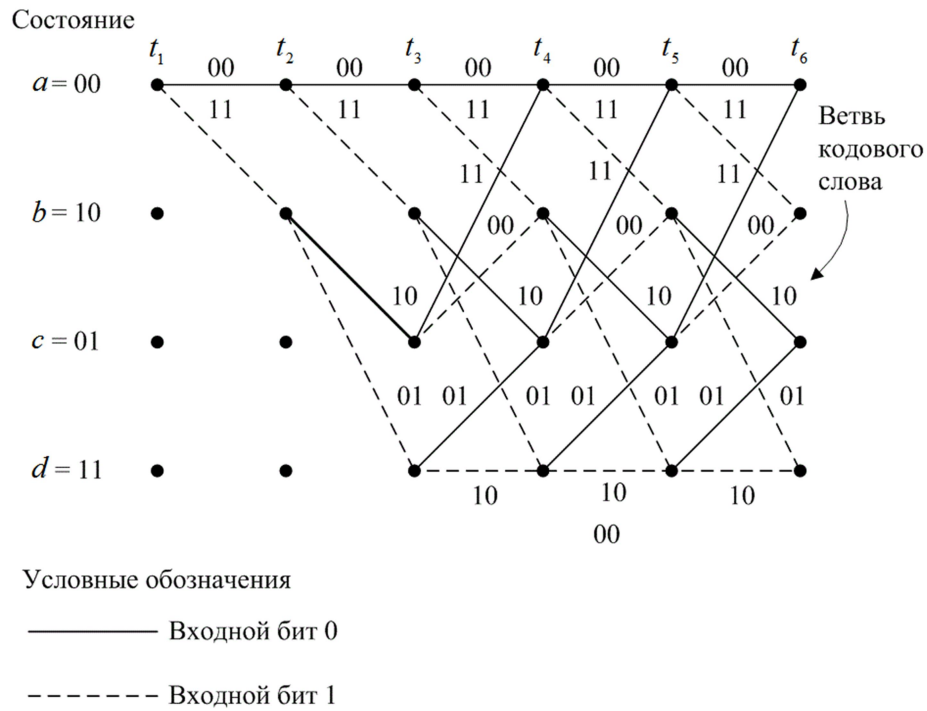 Состояние
t₁ t₂ t₃ t₄ t₅ t₆
00 00 00 00 00
a = 00
11 11 11 11 11
Ветвь
кодового
слова
11 11 11
b = 10
00 00 00
10 10 10 10
c = 01
01 01 01 01 01 01 01
d = 11
10 10 10
00
Условные обозначения
Входной бит 0
Входной бит 1